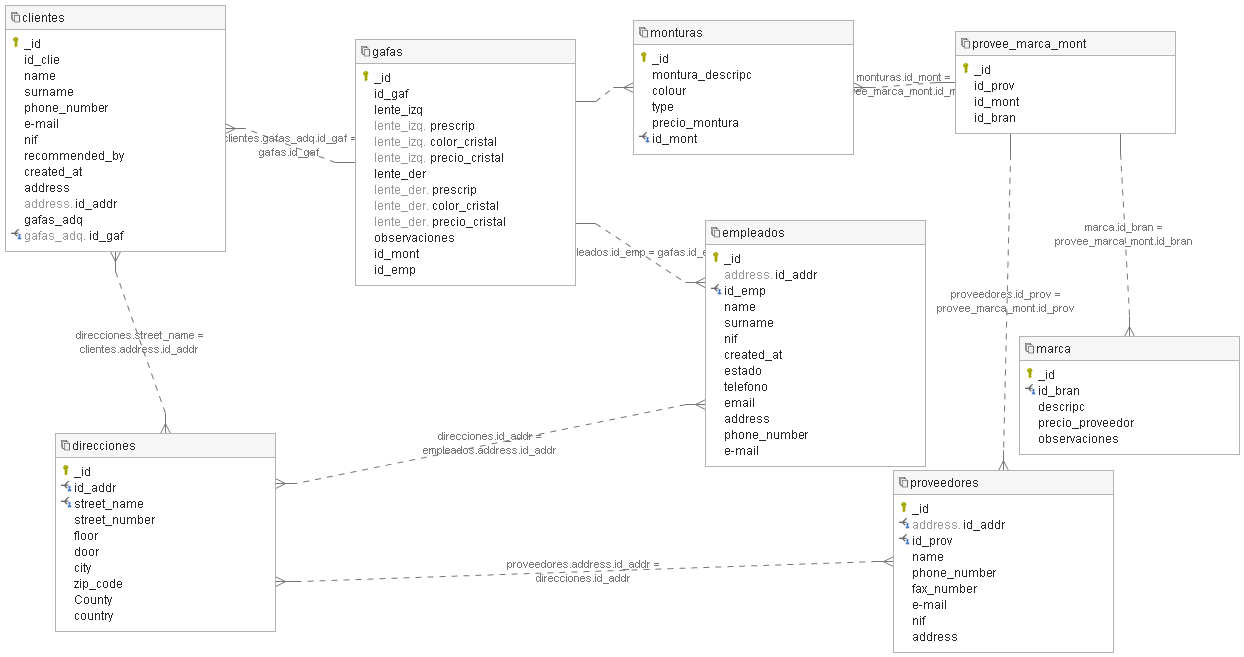 clientes
_id
id_clie
name
surname
phone_number
e-mail
nif
recommended_by
created_at
address
address. id_addr
gafas_adq
gafas_adq. id_gaf
clientes.gafas_adq.id_gaf =
gafas.id_gaf
gafas
_id
id_gaf
lente_izq
lente_izq. prescrip
lente_izq. color_cristal
lente_izq. precio_cristal
lente_der
lente_der. prescrip
lente_der. color_cristal
lente_der. precio_cristal
observaciones
id_mont
id_emp
monturas
_id
montura_descripc
colour
type
precio_montura
id_mont
monturas.id_mont =
provee_marca_mont
_id
id_prov
id_mont
id_bran
empleados
_id
address. id_addr
id_emp
name
surname
nif
created_at
estado
telefono
email
address
phone_number
e-mail
marca.id_bran =
provee_marca_mont.id_bran
proveedores.id_prov =
provee_marca_mont.id_prov
marca
_id
id_bran
descripc
precio_proveedor
observaciones
direcciones.street_name =
clientes.address.id_addr
direcciones
_id
id_addr
street_name
street_number
floor
door
city
zip_code
County
country
direcciones.id_addr =
empleados.address.id_addr
proveedores.address.id_addr =
direcciones.id_addr
proveedores
_id
address. id_addr
id_prov
name
phone_number
fax_number
e-mail
nif
address